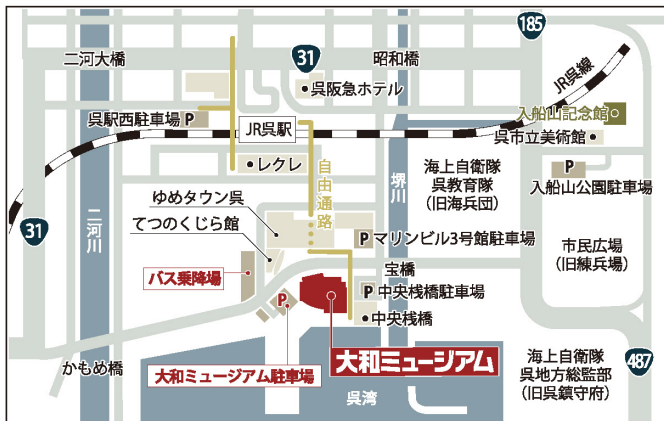 185
31
二河大橋
昭和橋
JR呉線
呉阪急ホテル
入船山記念館
呉駅西駐車場 P
JR呉駅
呉市立美術館
レクレ
自由通路
堺川
海上自衛隊
呉教育隊
(旧海兵団)
P
入船山公園駐車場
ゆめタウン呉
てつのくじら館
二河川
31
P マリンビル3号館駐車場
市民広場
(旧練兵場)
バス乗降場
宝橋
P
P 中央桟橋駐車場
中央桟橋
大和ミュージアム
かもめ橋
大和ミュージアム駐車場
海上自衛隊
呉地方総監部
(旧呉鎮守府)
487
呉湾